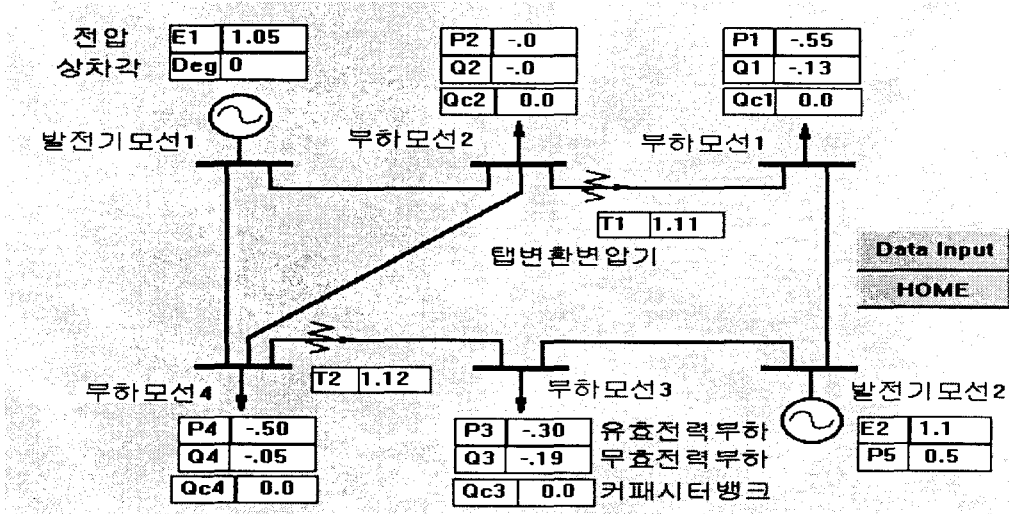 전압 E1 1.05
상차각 Deg 0
P2 -.0
Q2 -.0
Qc2 0.0
P1 -.55
Q1 -.13
Qc1 0.0
발전기모선1
부하모선2
부하모선1
T1 1.11
탭변환변압기
Data Input
HOME
T2 1.12
부하모선4
부하모선3
발전기모선2
P4 -.50
Q4 -.05
Qc4 0.0
P3 -.30 유효전력부하
Q3 -.19 무효전력부하
Qc3 0.0 커패시터뱅크
E2 1.1
P5 0.5